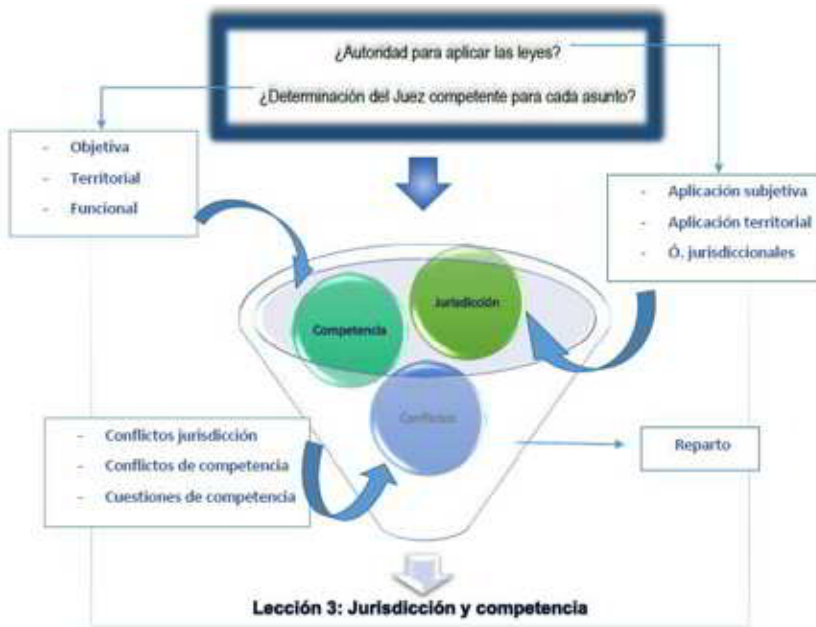 ¿Autoridad para aplicar las leyes?
¿Determinación del Juez competente para cada asunto?
- Objetiva
- Territorial
- Funcional
- Aplicación subjetiva
- Aplicación territorial
- Ó. jurisdiccionales
Jurisdicción
Competencia
Conflictos
- Conflictos jurisdicción
- Conflictos de competencia
- Cuestiones de competencia
Reparto
Lección 3: Jurisdicción y competencia